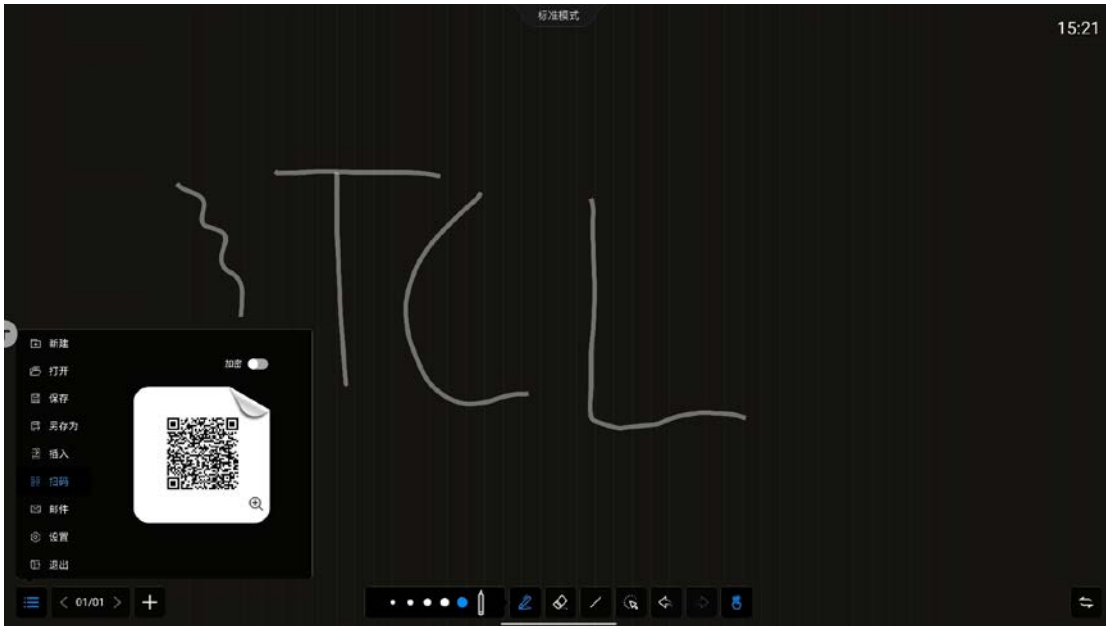 标准模式
15:21
TCL
新建
加密
打开
保存
另存为
插入
扫码
邮件
设置
退出
01/01